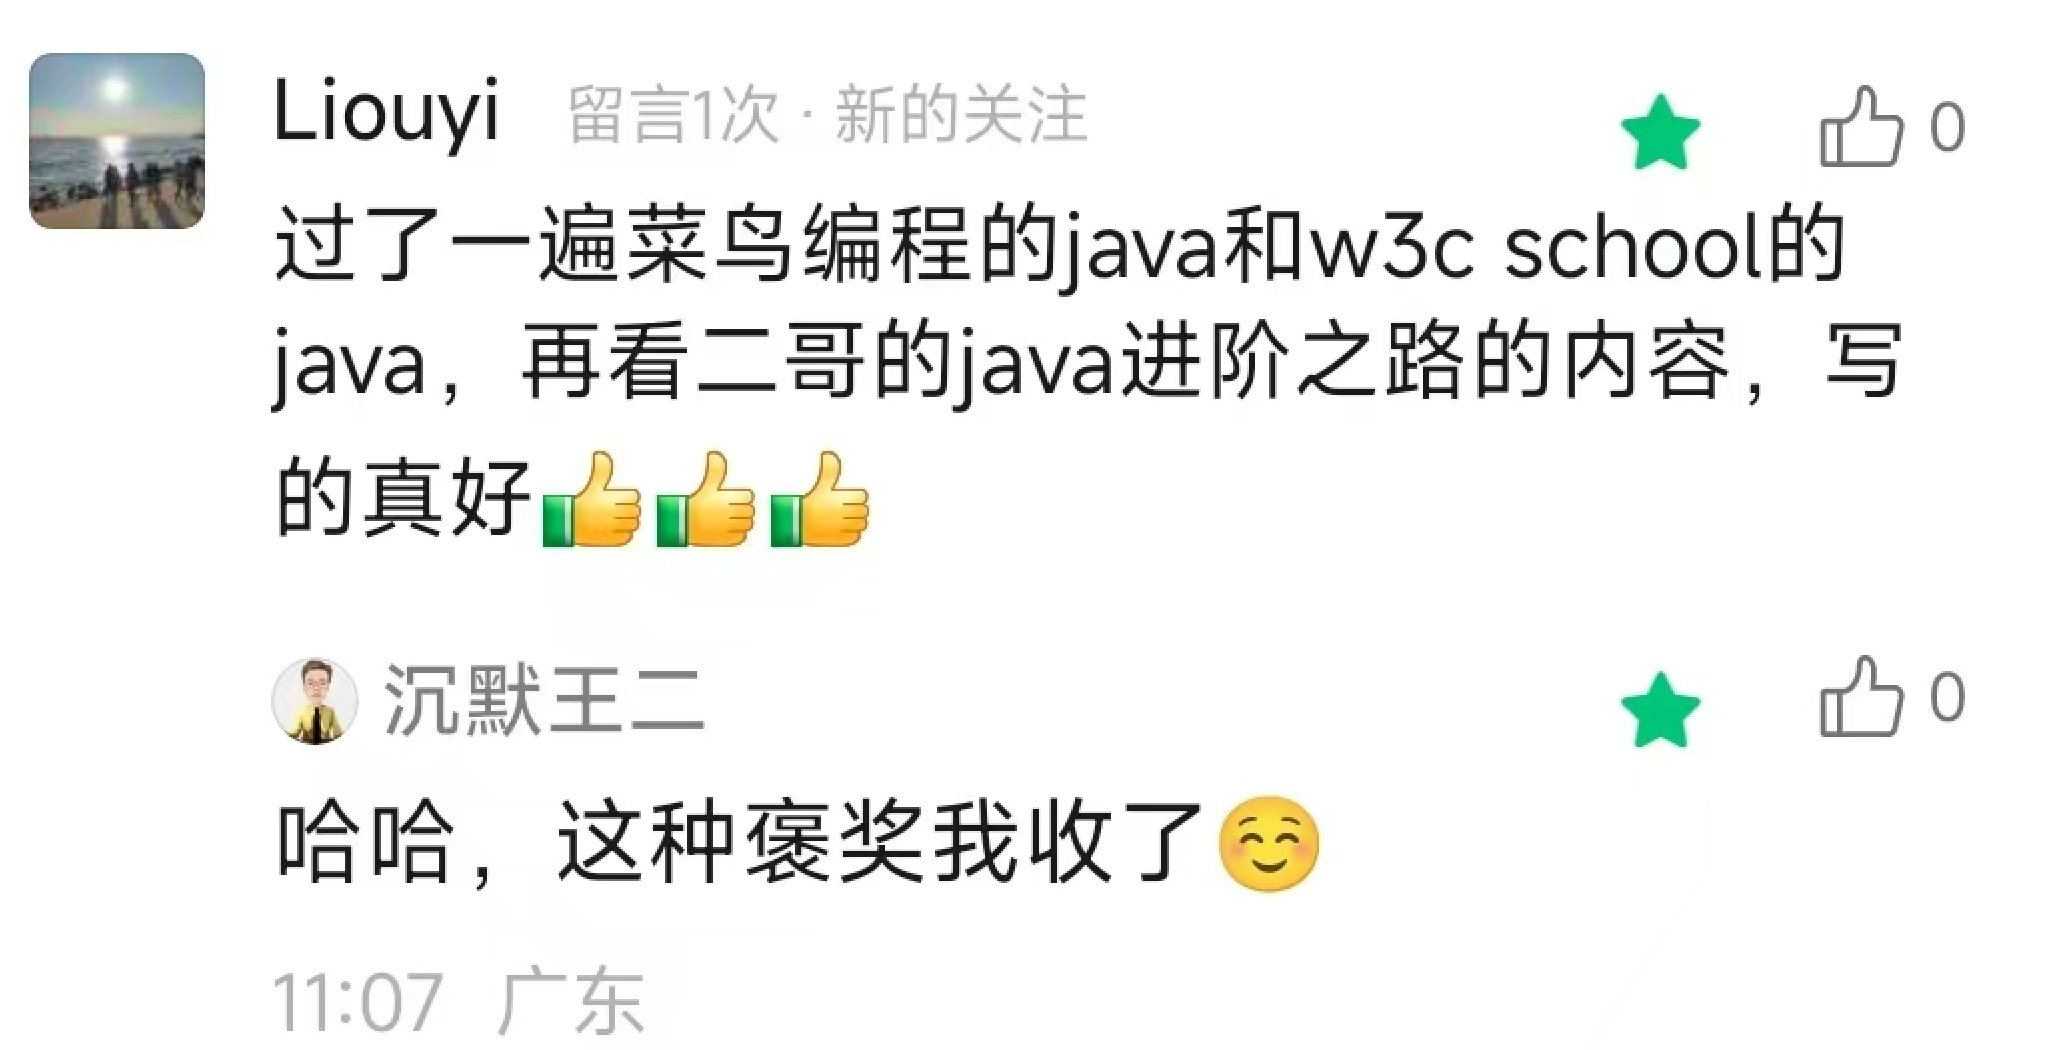 Liouyi 留言1次 · 新的关注 0
过了一遍菜鸟编程的java和w3c school的
java，再看二哥的java进阶之路的内容，写
的真好👍👍👍
沉默王二 0
哈哈，这种褒奖我收了☺️
11:07 广东